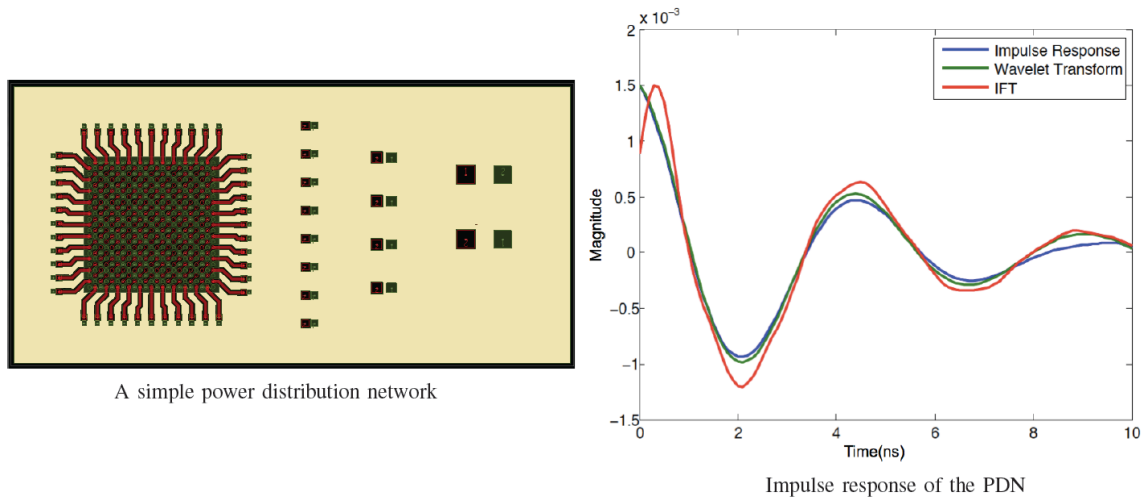 A simple power distribution network
x 10⁻³
2
1.5
1
0.5
0
−0.5
−1
−1.5
Magnitude
0
2
4
6
8
10
Time(ns)
Impulse Response
Wavelet Transform
IFT
Impulse response of the PDN